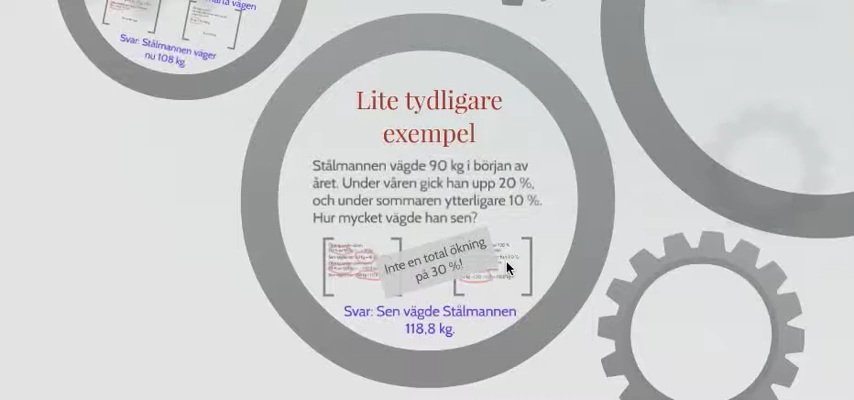 vägen
Svar: Stålmannen väger
nu 108 kg.
Lite tydligare
exempel
Stålmannen vägde 90 kg i början av
året. Under våren gick han upp 20 %,
och under sommaren ytterligare 10 %.
Hur mycket vägde han sen?
Inte en total ökning
på 30 %!
Svar: Sen vägde Stålmannen
118,8 kg.